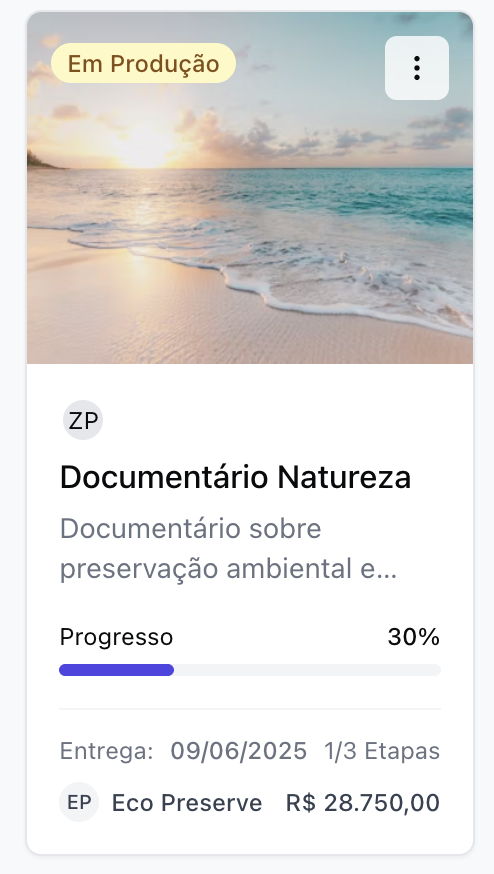 Em Produção
ZP
Documentário Natureza
Documentário sobre
preservação ambiental e...
Progresso 30%
Entrega: 09/06/2025 1/3 Etapas
EP Eco Preserve R$ 28.750,00